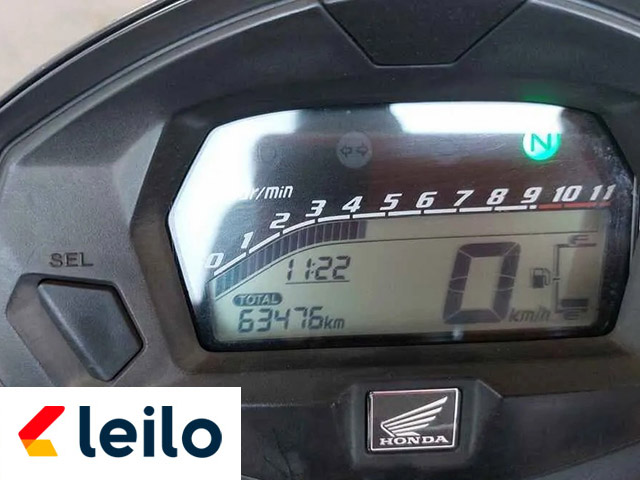 N
r/min
0 1 2 3 4 5 6 7 8 9 10 11
SEL
11:22
0
km/h
TOTAL
63476km
HONDA
leilo